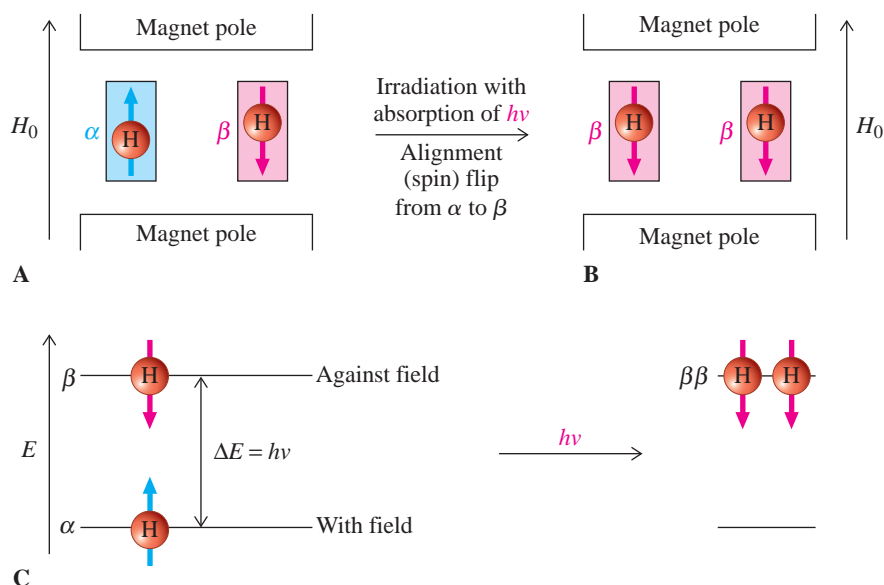 Magnet pole
H₀
α
H
β
H
Magnet pole
A
Irradiation with
absorption of hν
Alignment
(spin) flip
from α to β
Magnet pole
β
H
β
H
H₀
Magnet pole
B
E
β
H
Against field
ΔE = hν
α
H
With field
C
hν
ββ
H
H